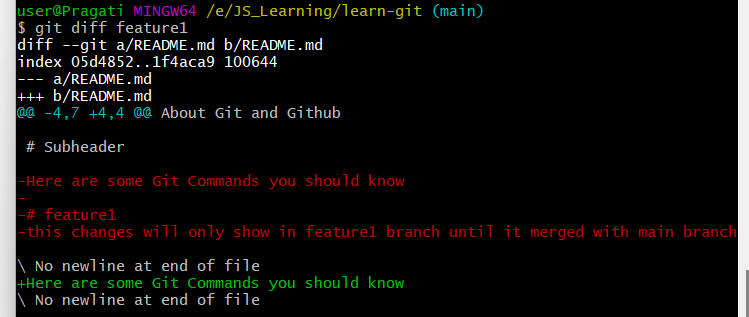 user@Pragati MINGW64 /e/JS_Learning/learn-git (main)
$ git diff feature1
diff --git a/README.md b/README.md
index 05d4852..1f4aca9 100644
--- a/README.md
+++ b/README.md
@@ -4,7 +4,4 @@ About Git and Github
 # Subheader
-Here are some Git Commands you should know
-
-# feature1
-this changes will only show in feature1 branch until it merged with main branch
\ No newline at end of file
+Here are some Git Commands you should know
\ No newline at end of file